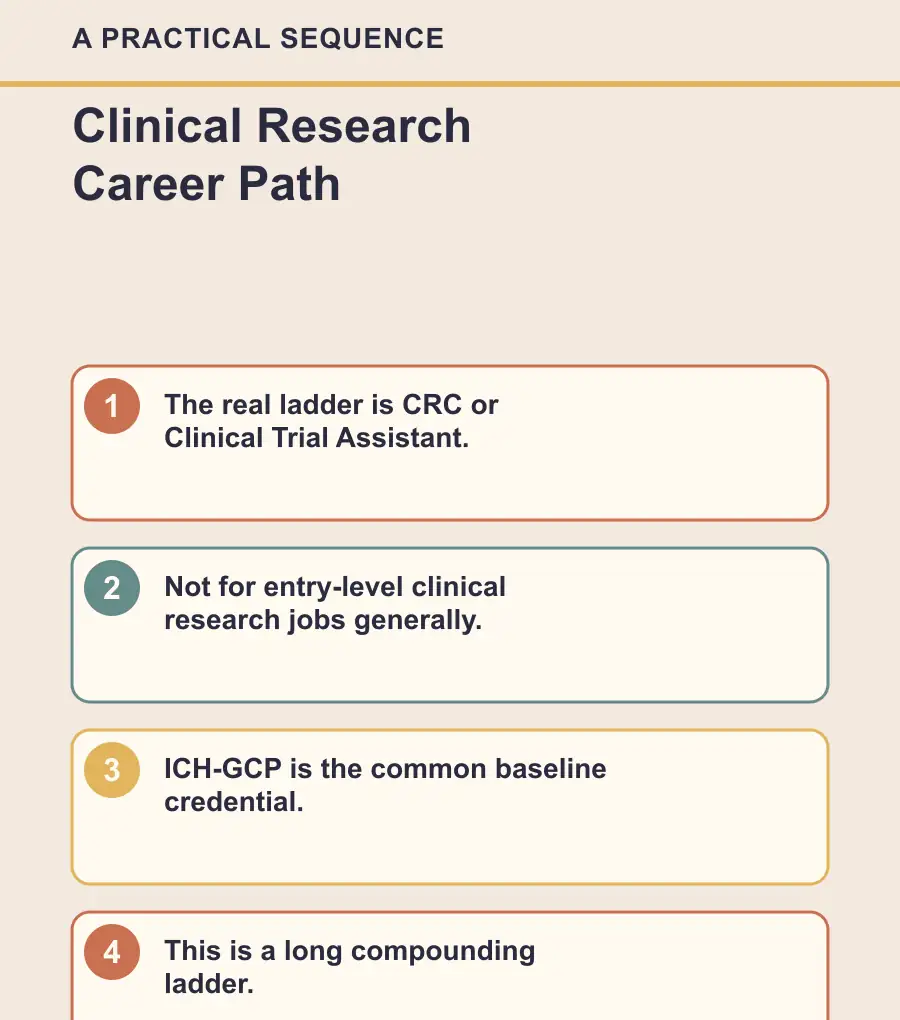 A PRACTICAL SEQUENCE
Clinical Research
Career Path
1
The real ladder is CRC or
Clinical Trial Assistant.
2
Not for entry-level clinical
research jobs generally.
3
ICH-GCP is the common baseline
credential.
4
This is a long compounding
ladder.